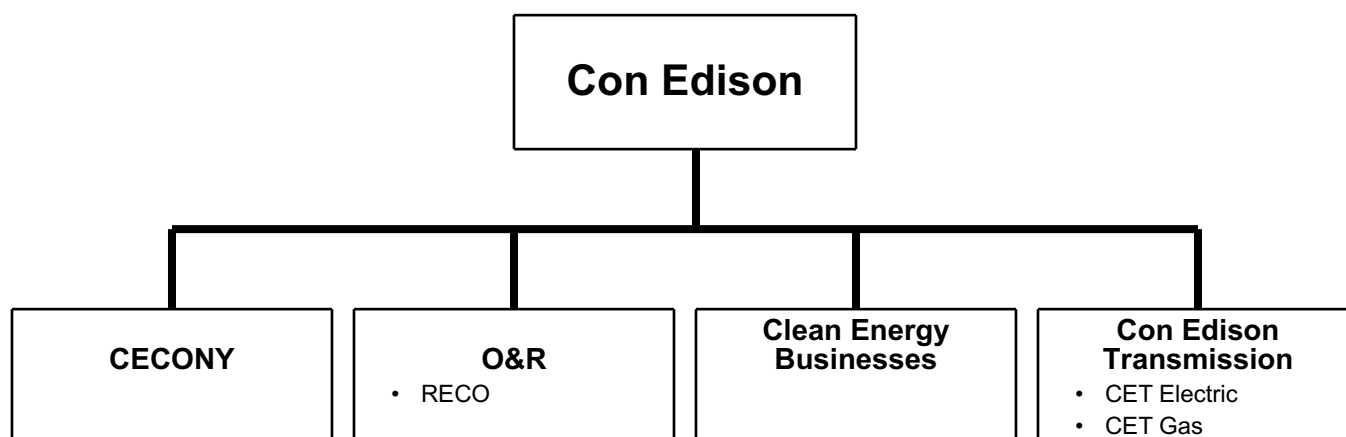 Con Edison
CECONY
O&R
• RECO
Clean Energy
Businesses
Con Edison
Transmission
• CET Electric
• CET Gas